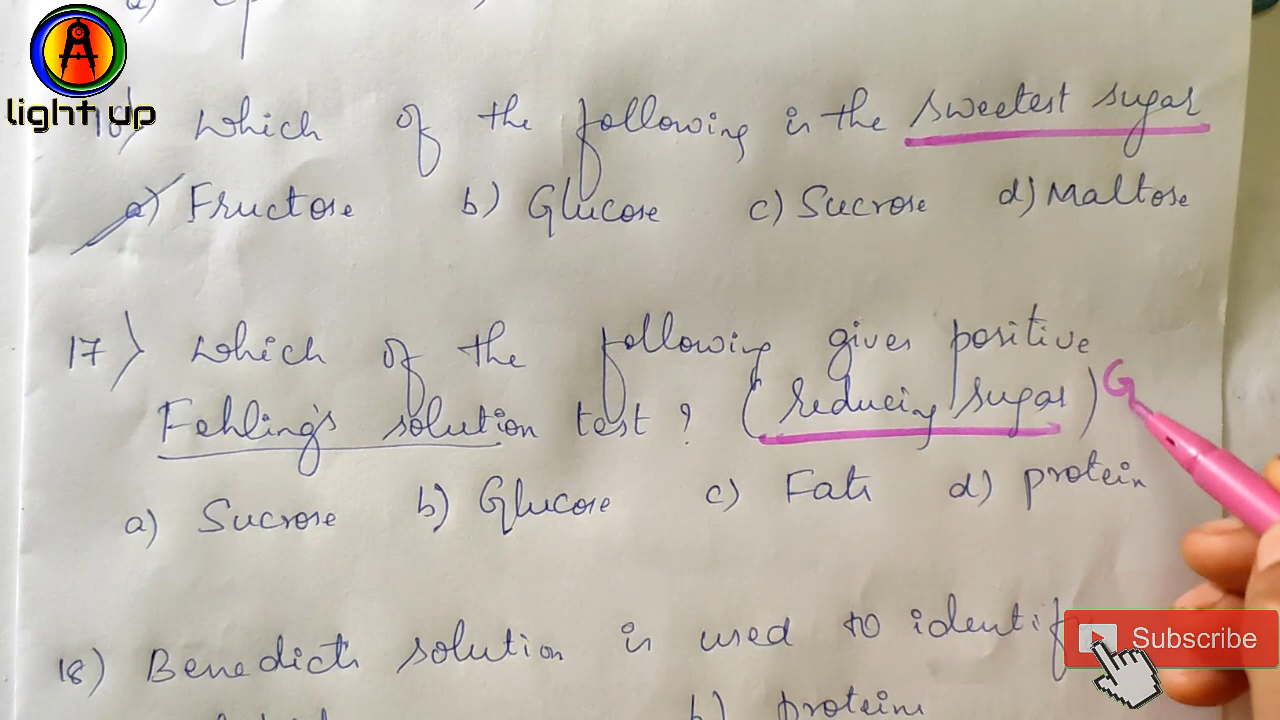 light up
16) Which of the following is the sweetest sugar
a) Fructose b) Glucose c) Sucrose d) Maltose
17) Which of the following gives positive
Fehling's solution test? (reducing sugar) G
a) Sucrose b) Glucose c) Fats d) protein
18) Benedicts solution is used to identify
Subscribe
b) proteins